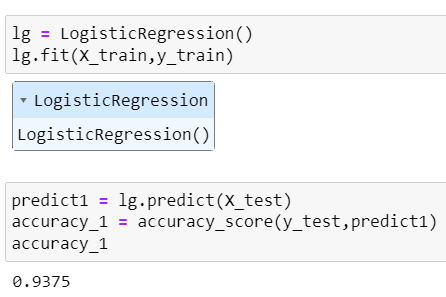 lg = LogisticRegression()
lg.fit(X_train,y_train)
▾ LogisticRegression
LogisticRegression()
predict1 = lg.predict(X_test)
accuracy_1 = accuracy_score(y_test,predict1)
accuracy_1
0.9375